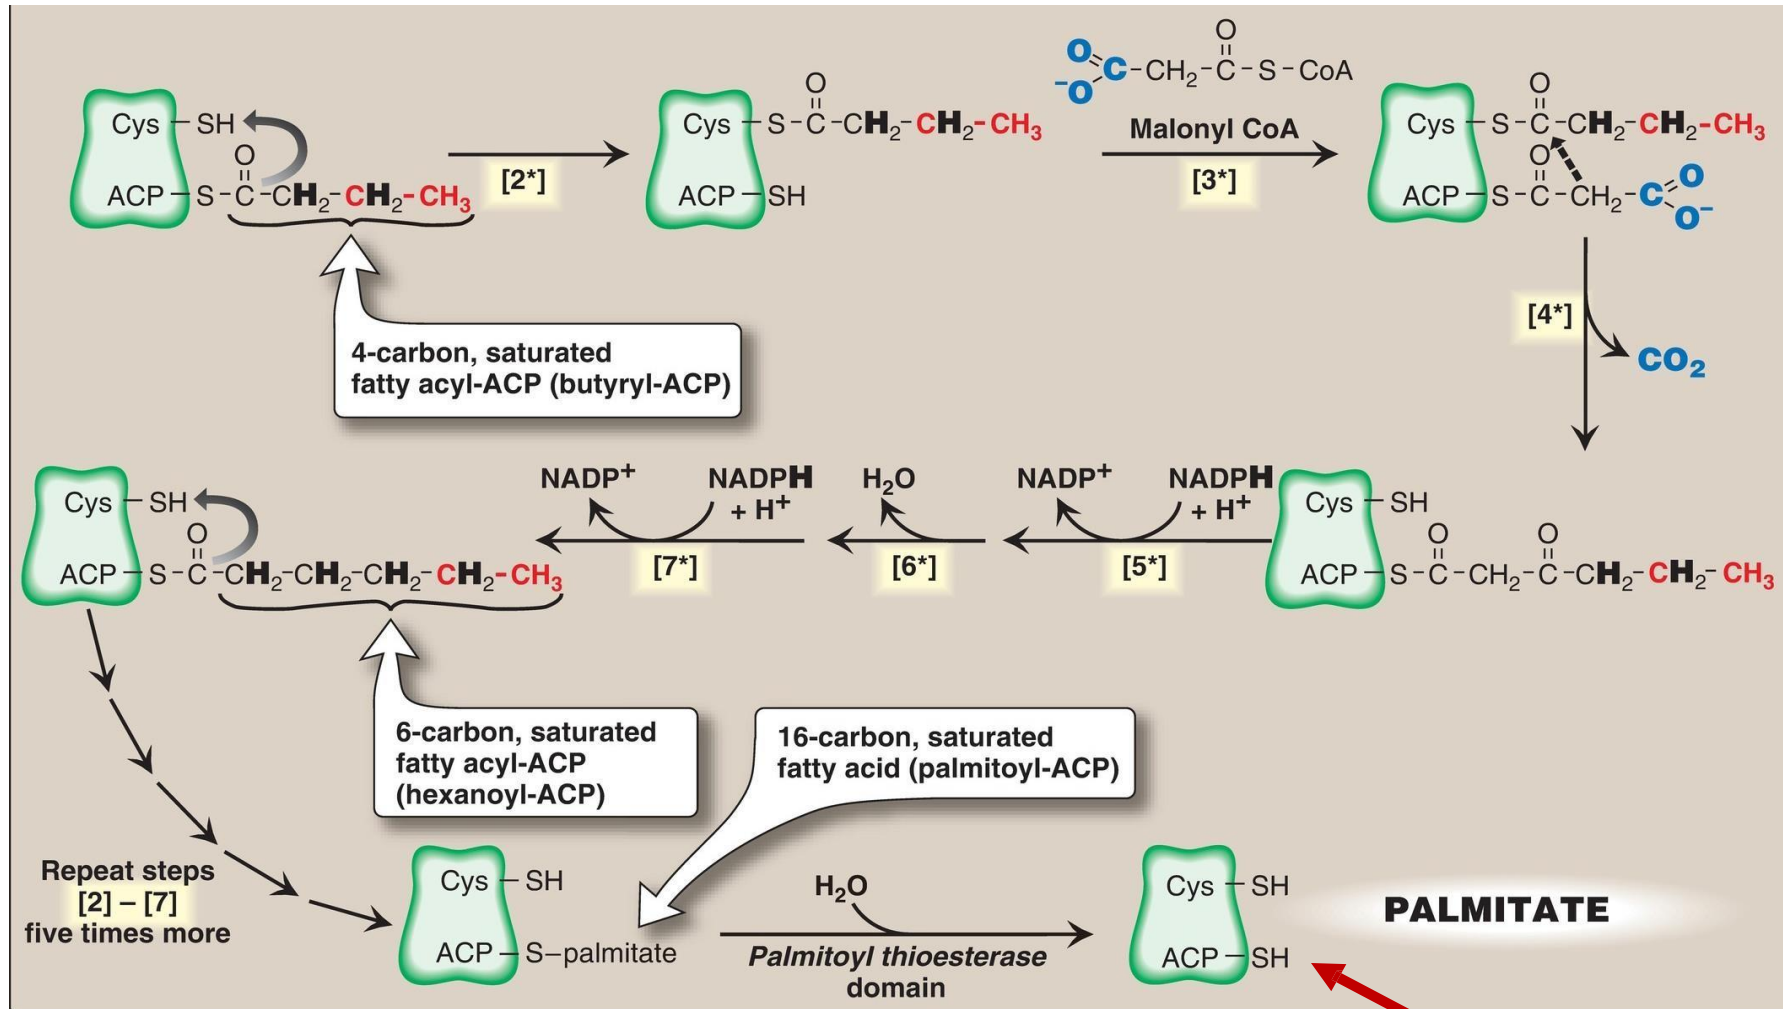 Cys – SH
O
ACP – S – C – CH₂ – CH₂ – CH₃
[2*]
O
Cys – S – C – CH₂ – CH₂ – CH₃
ACP – SH
O
O
C – CH₂ – C – S – CoA
⁻O
Malonyl CoA
[3*]
O
Cys – S – C – CH₂ – CH₂ – CH₃
O
O
ACP – S – C – CH₂ – C
O⁻
4-carbon, saturated
fatty acyl-ACP (butyryl-ACP)
[4*]
CO₂
Cys – SH
O O
ACP – S – C – CH₂ – C – CH₂ – CH₂ – CH₃
NADPH
+ H⁺
NADP⁺
[5*]
H₂O
[6*]
NADPH
+ H⁺
NADP⁺
[7*]
Cys – SH
O
ACP – S – C – CH₂ – CH₂ – CH₂ – CH₂ – CH₃
6-carbon, saturated
fatty acyl-ACP
(hexanoyl-ACP)
16-carbon, saturated
fatty acid (palmitoyl-ACP)
Repeat steps
[2] – [7]
five times more
Cys – SH
ACP – S – palmitate
H₂O
Palmitoyl thioesterase
domain
Cys – SH
ACP – SH
PALMITATE